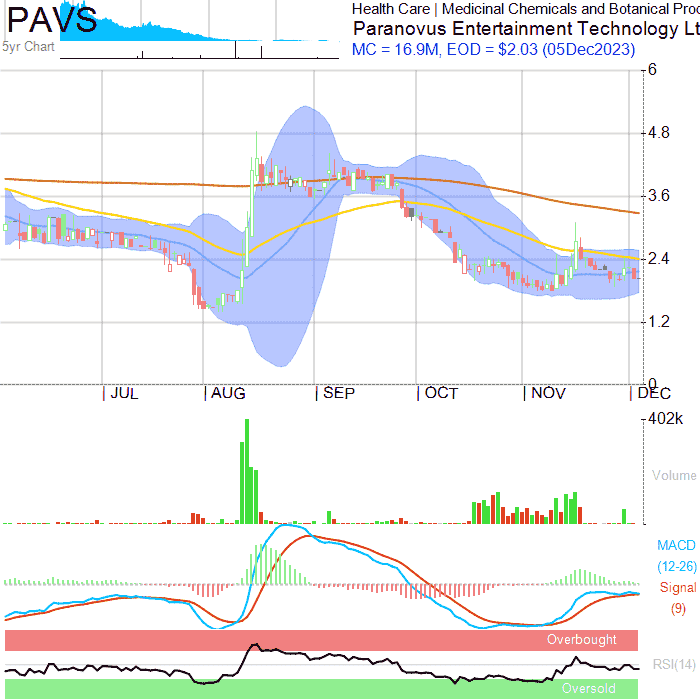 PAVS
5yr Chart
Health Care | Medicinal Chemicals and Botanical Pro
Paranovus Entertainment Technology Lt
MC = 16.9M, EOD = $2.03 (05Dec2023)
6
4.8
3.6
2.4
1.2
0
JUL AUG SEP OCT NOV DEC
402k
Volume
MACD
(12-26)
Signal
(9)
Overbought
RSI(14)
Oversold